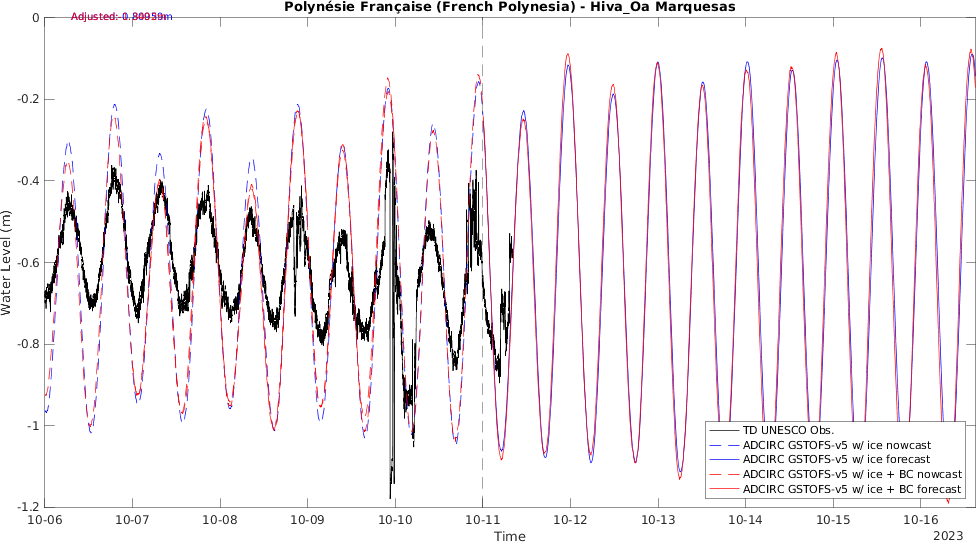 Polynésie Française (French Polynesia) - Hiva_Oa Marquesas
Adjusted:
0
-0.2
-0.4
-0.6
-0.8
-1
-1.2
Water Level (m)
TD UNESCO Obs.
ADCIRC GSTOFS-v5 w/ ice nowcast
ADCIRC GSTOFS-v5 w/ ice forecast
ADCIRC GSTOFS-v5 w/ ice + BC nowcast
ADCIRC GSTOFS-v5 w/ ice + BC forecast
10-06 10-07 10-08 10-09 10-10 10-11 10-12 10-13 10-14 10-15 10-16
Time
2023